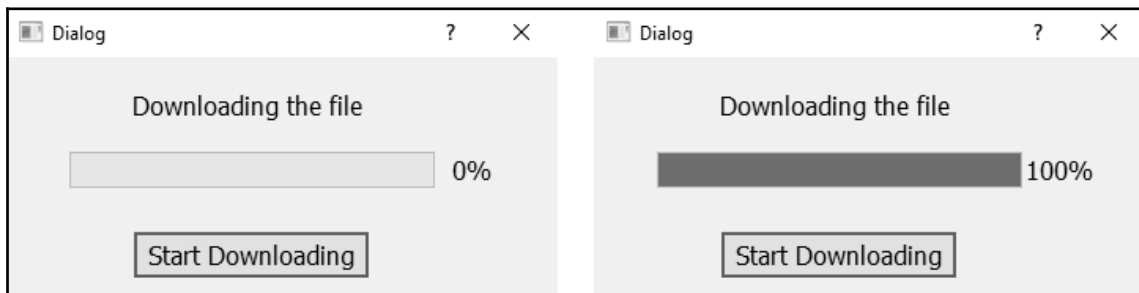 Dialog ?
Downloading the file
0%
Start Downloading
Dialog ?
Downloading the file
100%
Start Downloading